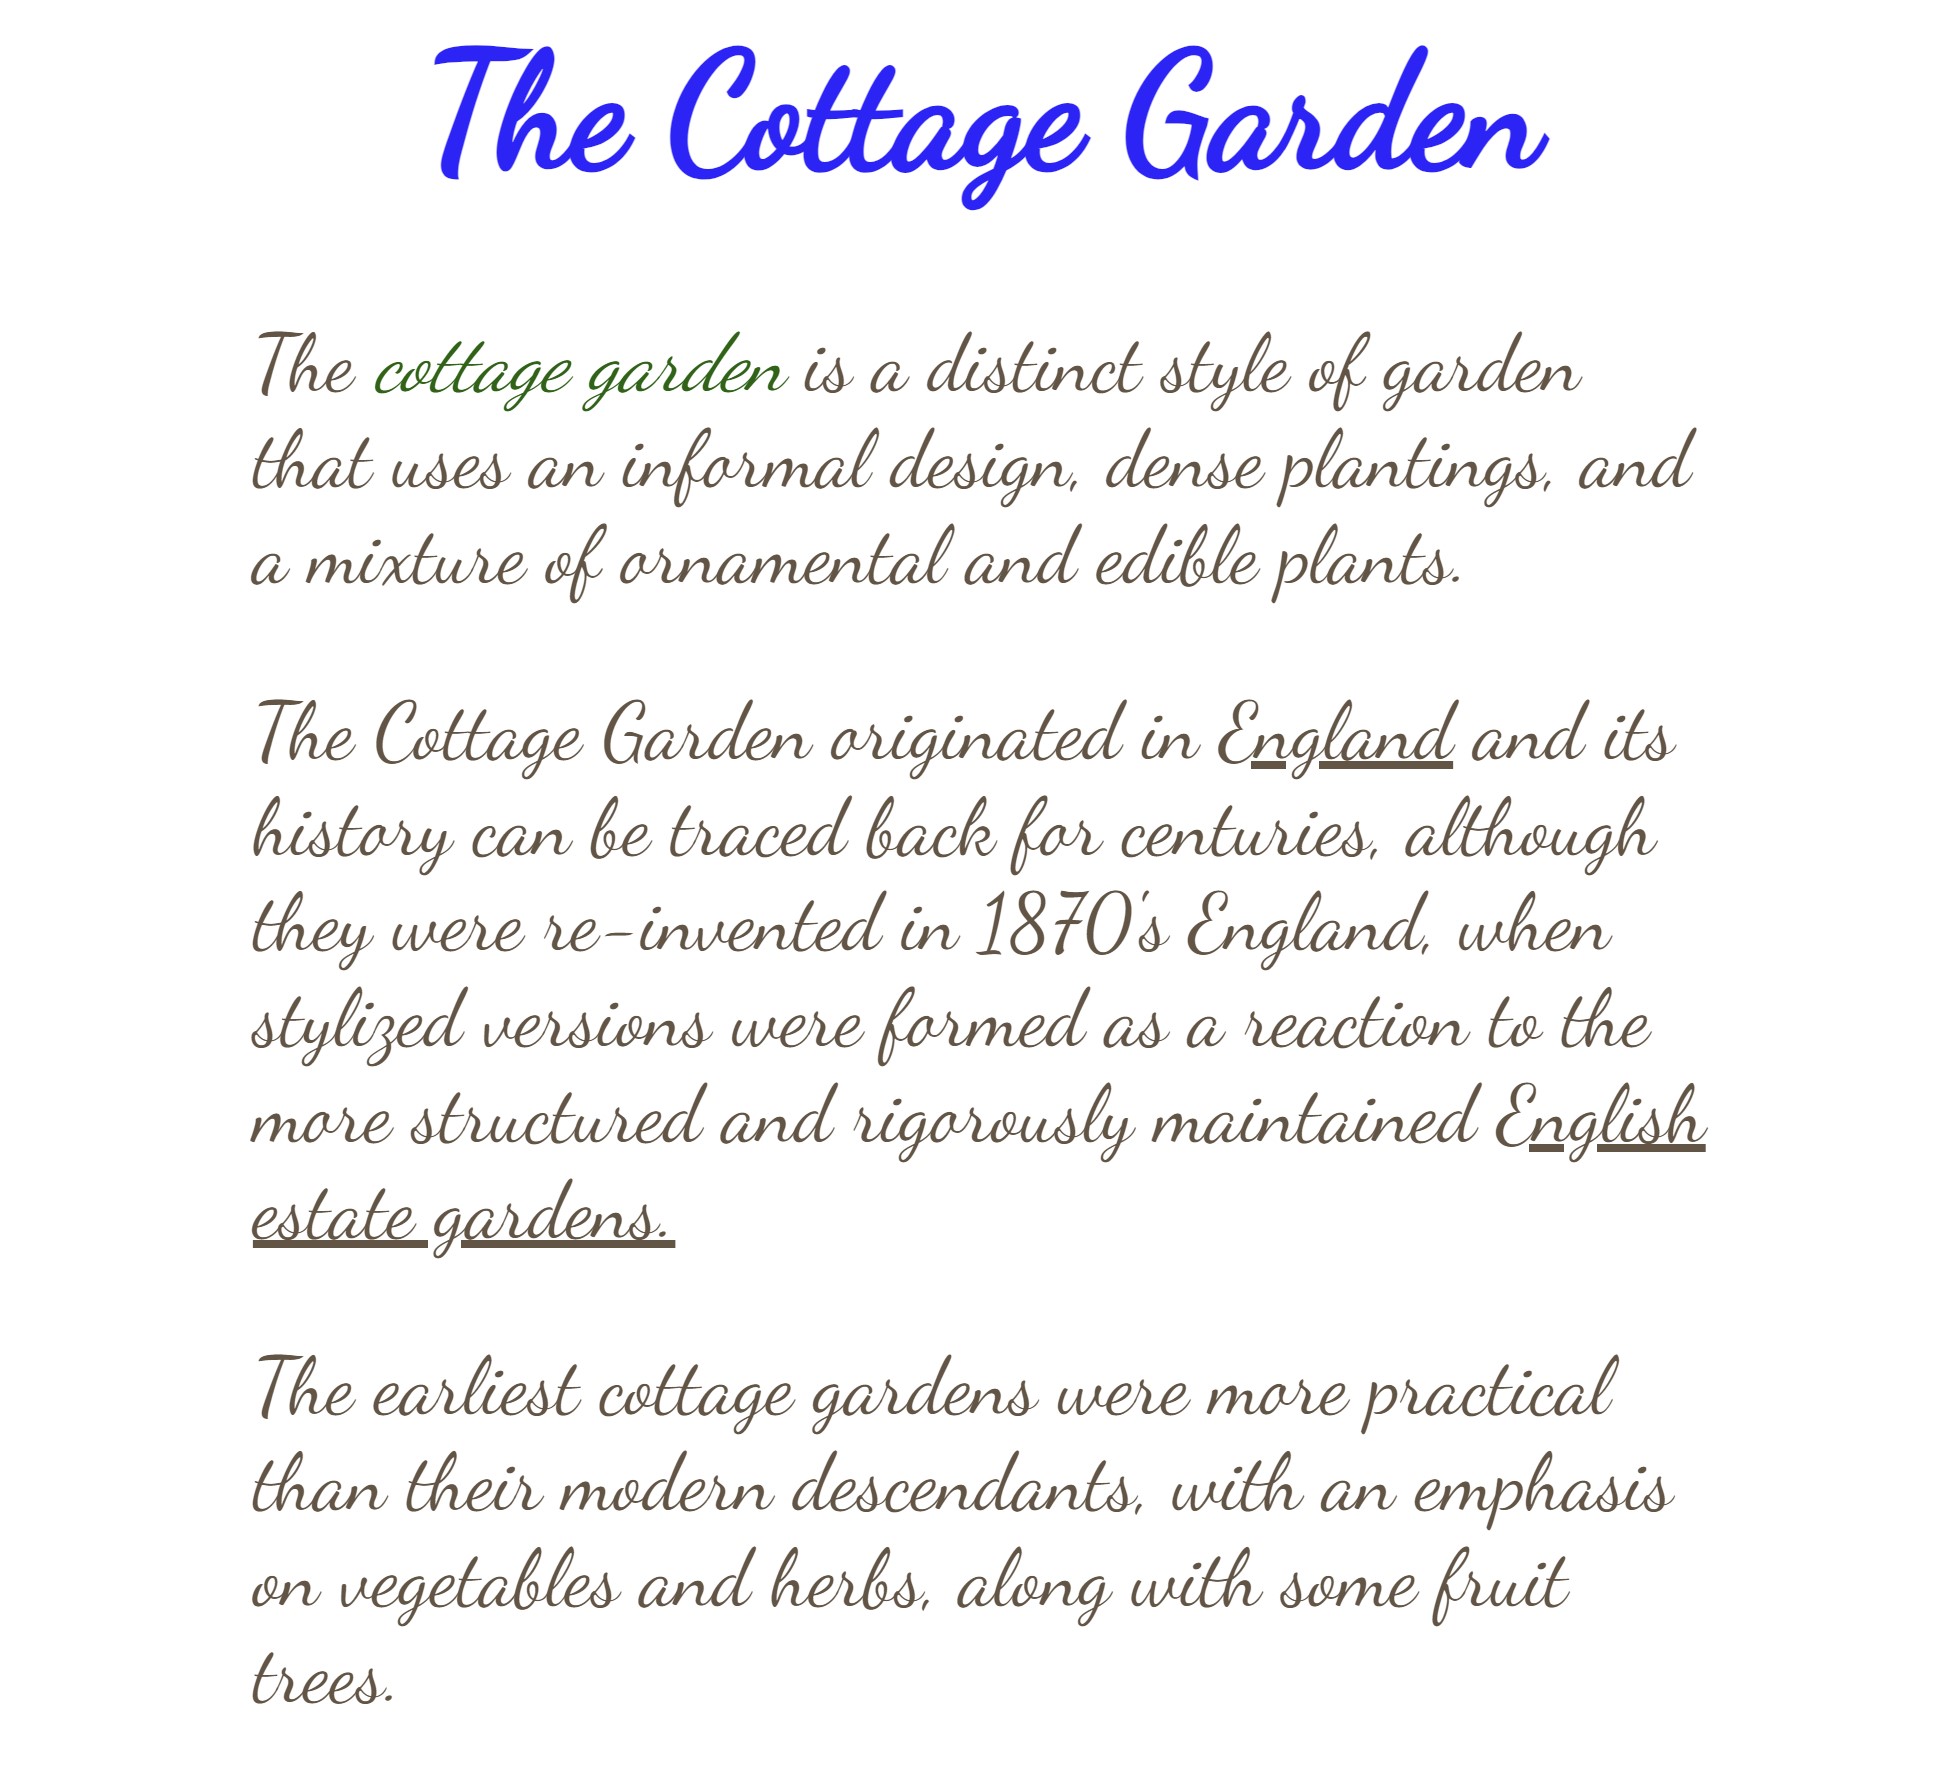 The Cottage Garden
The cottage garden is a distinct style of garden
that uses an informal design, dense plantings, and
a mixture of ornamental and edible plants.
The Cottage Garden originated in England and its
history can be traced back for centuries, although
they were re-invented in 1870's England, when
stylized versions were formed as a reaction to the
more structured and rigorously maintained English
estate gardens.
The earliest cottage gardens were more practical
than their modern descendants, with an emphasis
on vegetables and herbs, along with some fruit
trees.